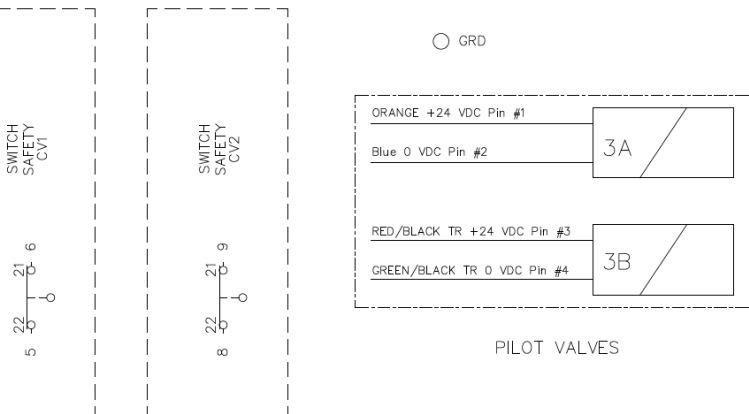 SWITCH
SAFETY
CV1
6
21
22
5
SWITCH
SAFETY
CV2
9
21
22
8
GRD
ORANGE +24 VDC Pin #1
Blue 0 VDC Pin #2
3A
RED/BLACK TR +24 VDC Pin #3
GREEN/BLACK TR 0 VDC Pin #4
3B
PILOT VALVES